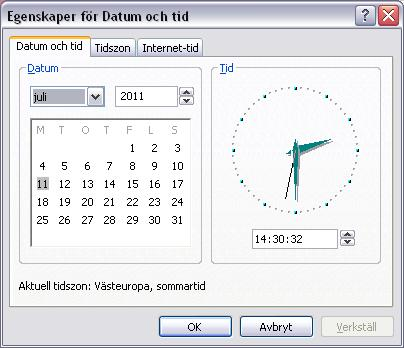 Egenskaper för Datum och tid
Datum och tid Tidszon Internet-tid
Datum
juli 2011
M T O T F L S
1 2 3
4 5 6 7 8 9 10
11 12 13 14 15 16 17
18 19 20 21 22 23 24
25 26 27 28 29 30 31
Tid
14:30:32
Aktuell tidszon: Västeuropa, sommartid
OK Avbryt Verkställ